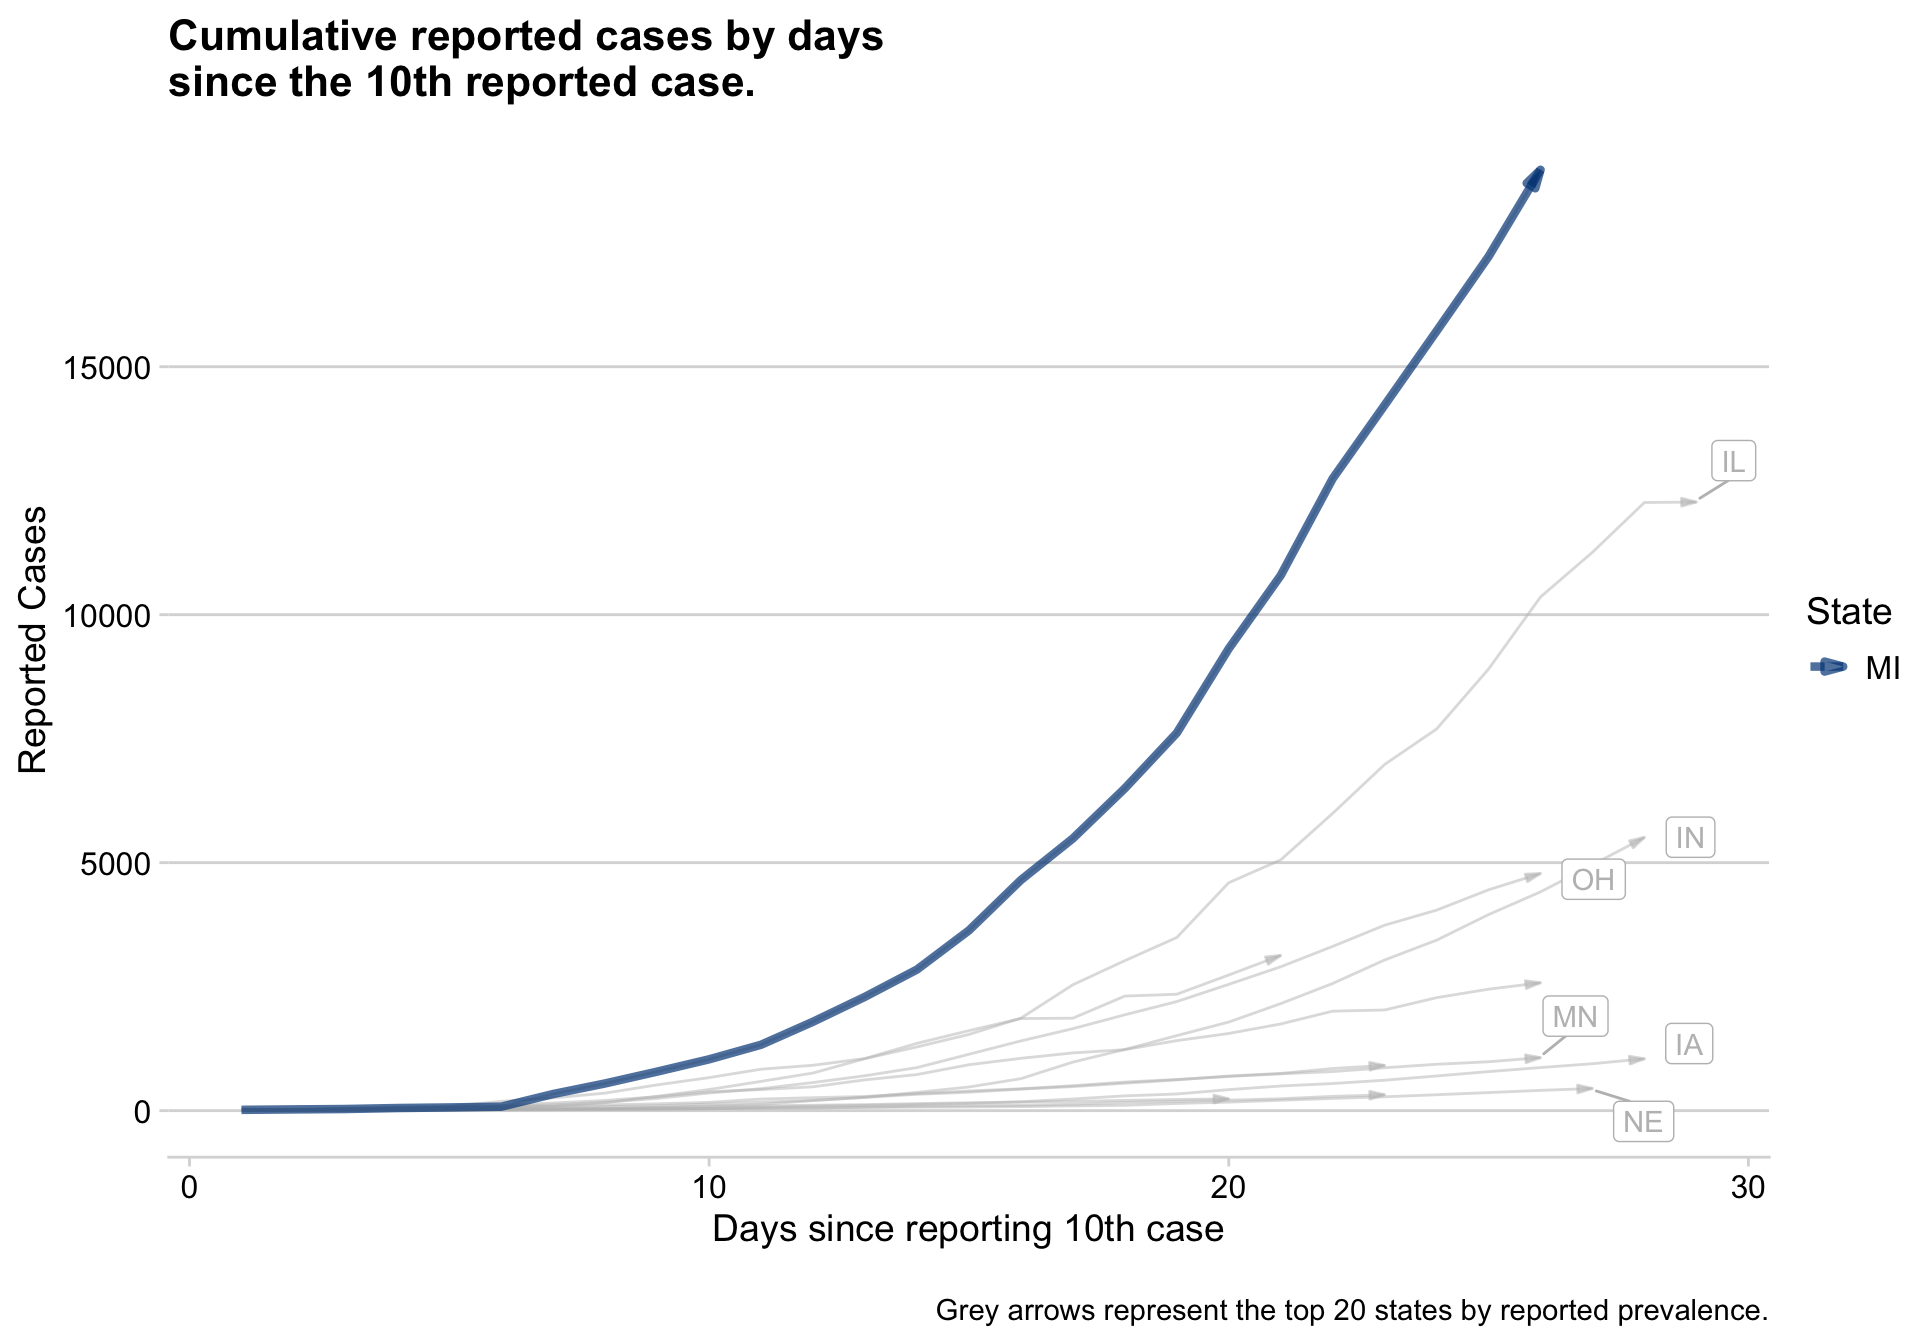 Cumulative reported cases by days
since the 10th reported case.
Reported Cases
15000
10000
5000
0
IL
IN
OH
MN
IA
NE
State
MI
0 10 20 30
Days since reporting 10th case
Grey arrows represent the top 20 states by reported prevalence.